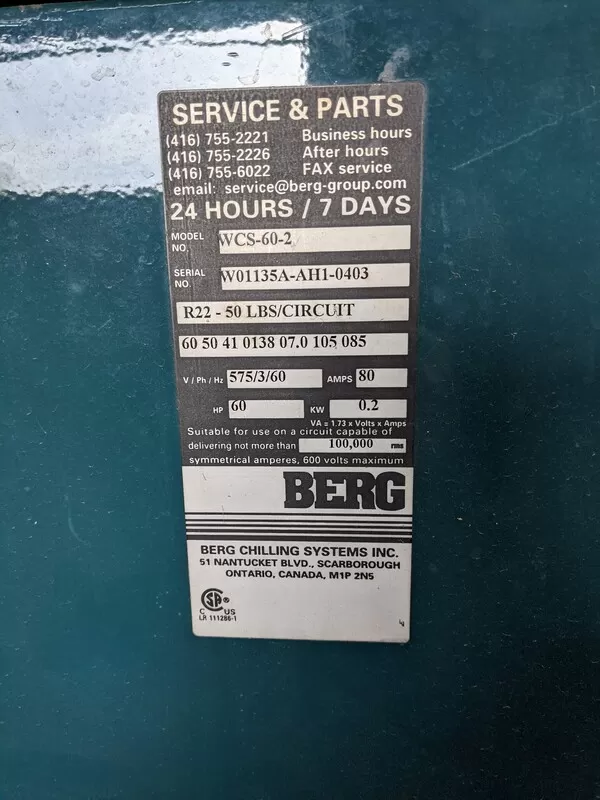 SERVICE & PARTS
(416) 755-2221 Business hours
(416) 755-2226 After hours
(416) 755-6022 FAX service
email: service@berg-group.com
24 HOURS / 7 DAYS
MODEL NO. WCS-60-2
SERIAL NO. W01135A-AH1-0403
R22 - 50 LBS/CIRCUIT
60 50 41 0138 07.0 105 085
V / Ph / Hz 575/3/60 AMPS 80
HP 60 KW 0.2
VA = 1.73 x Volts x Amps
Suitable for use on a circuit capable of
delivering not more than 100,000 rms
symmetrical amperes, 600 volts maximum
BERG
BERG CHILLING SYSTEMS INC.
51 NANTUCKET BLVD., SCARBOROUGH
ONTARIO, CANADA, M1P 2N5
SA ®
C US
LR 111286-1